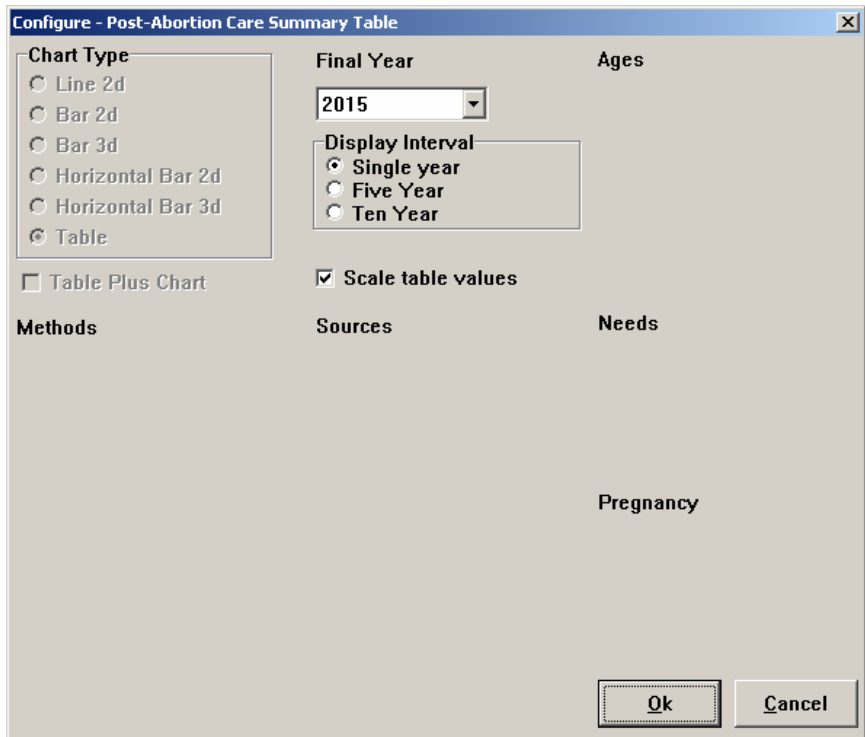 Configure - Post-Abortion Care Summary Table
Chart Type
Line 2d
Bar 2d
Bar 3d
Horizontal Bar 2d
Horizontal Bar 3d
Table
Table Plus Chart
Final Year
2015
Display Interval
Single year
Five Year
Ten Year
Scale table values
Ages
Methods
Sources
Needs
Pregnancy
Ok
Cancel